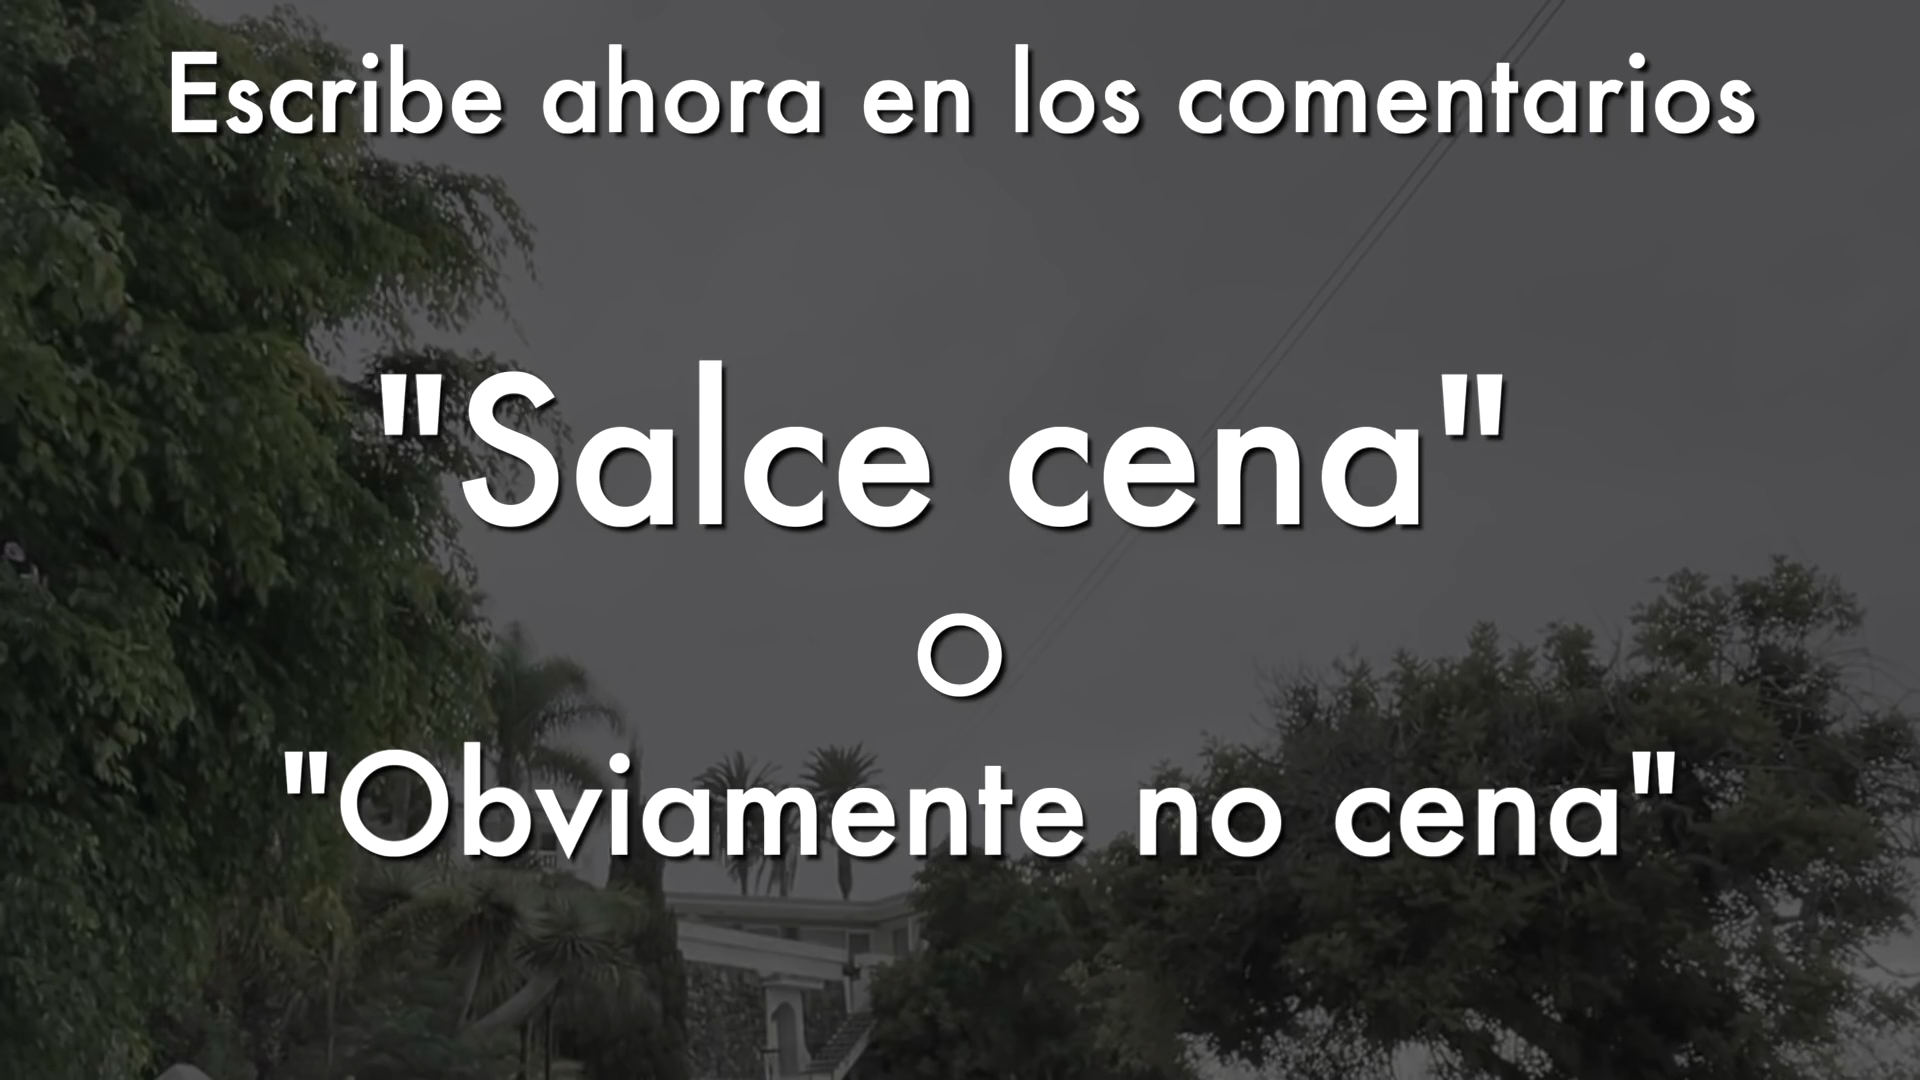 Escribe ahora en los comentarios
"Salce cena"
O
"Obviamente no cena"